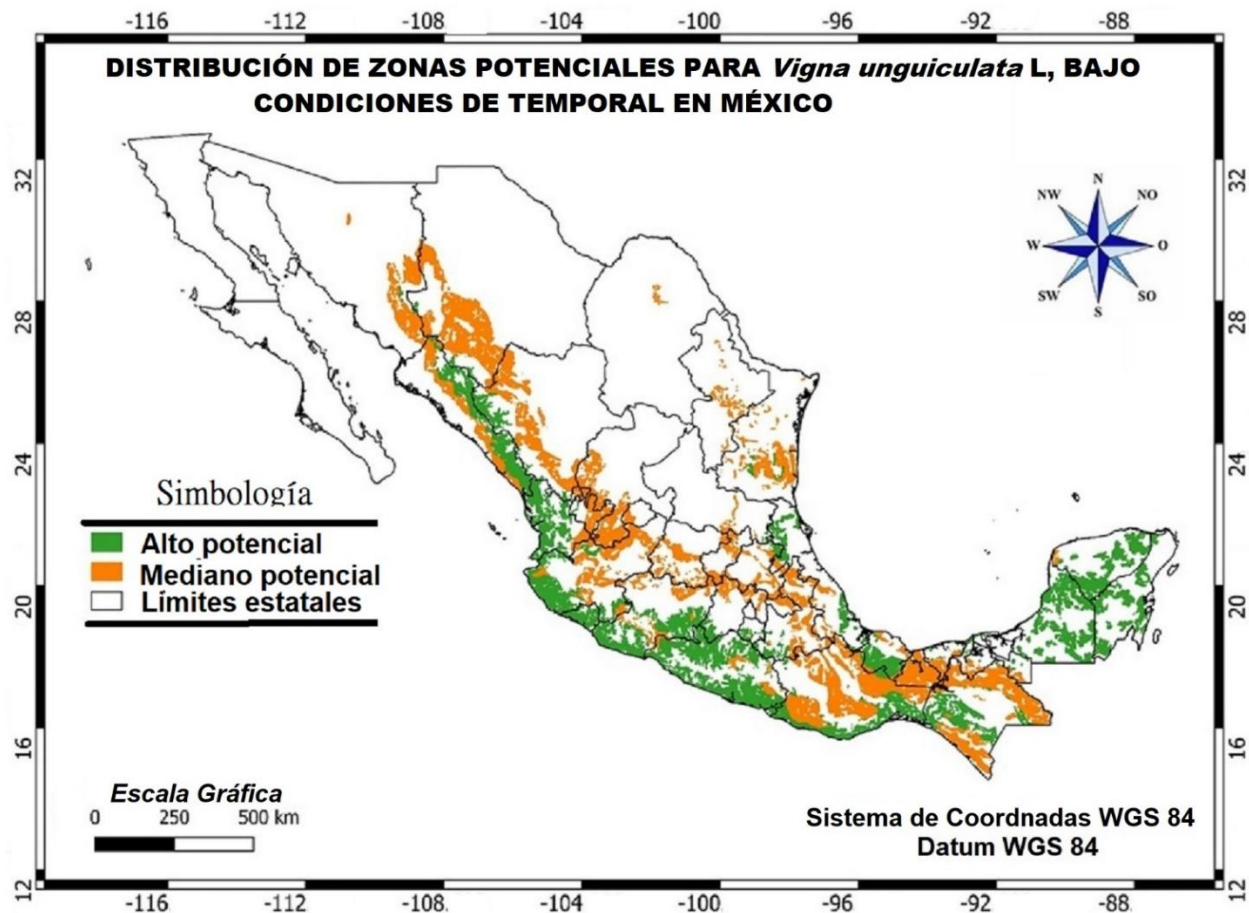 -116 -112 -108 -104 -100 -96 -92 -88
DISTRIBUCIÓN DE ZONAS POTENCIALES PARA Vigna unguiculata L, BAJO
CONDICIONES DE TEMPORAL EN MÉXICO
32 32
N
NW NO
W O
SW SO
S
28 28
24 24
Simbología
Alto potencial
Mediano potencial
Límites estatales
20 20
16 16
Escala Gráfica
0 250 500 km
Sistema de Coordnadas WGS 84
Datum WGS 84
12 12
-116 -112 -108 -104 -100 -96 -92 -88